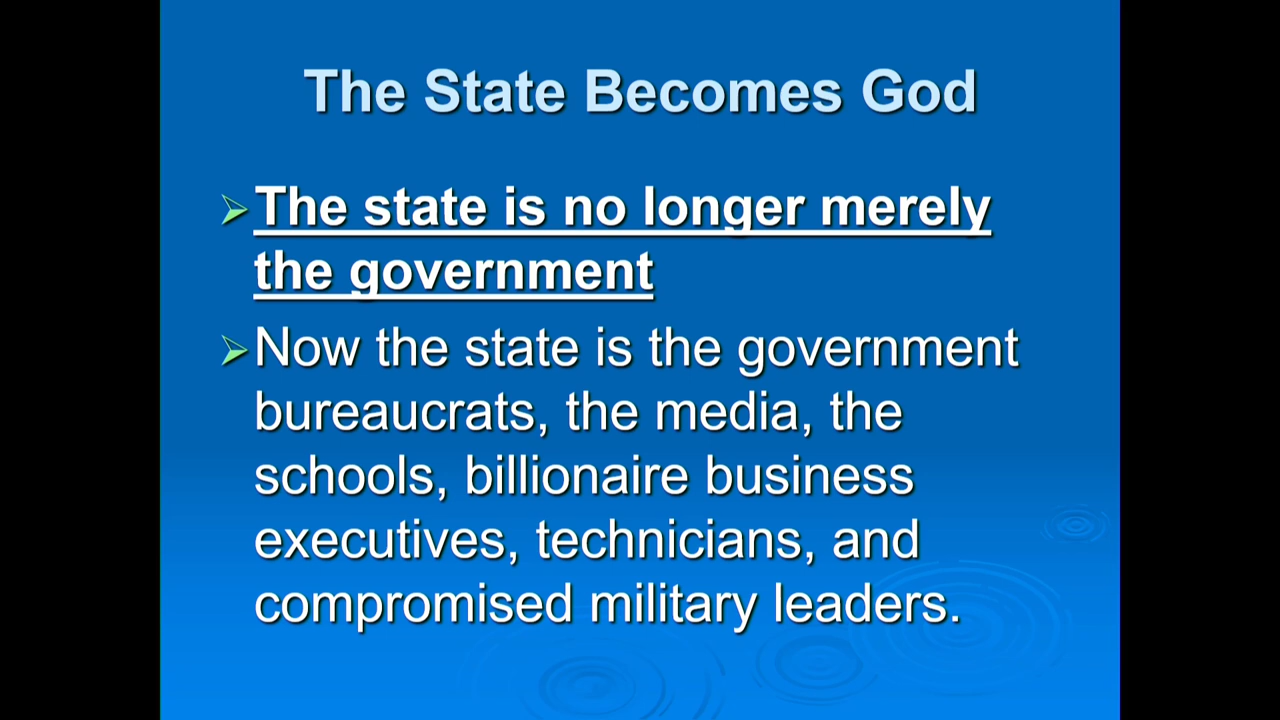 The State Becomes God
➢The state is no longer merely
the government
➢Now the state is the government
bureaucrats, the media, the
schools, billionaire business
executives, technicians, and
compromised military leaders.